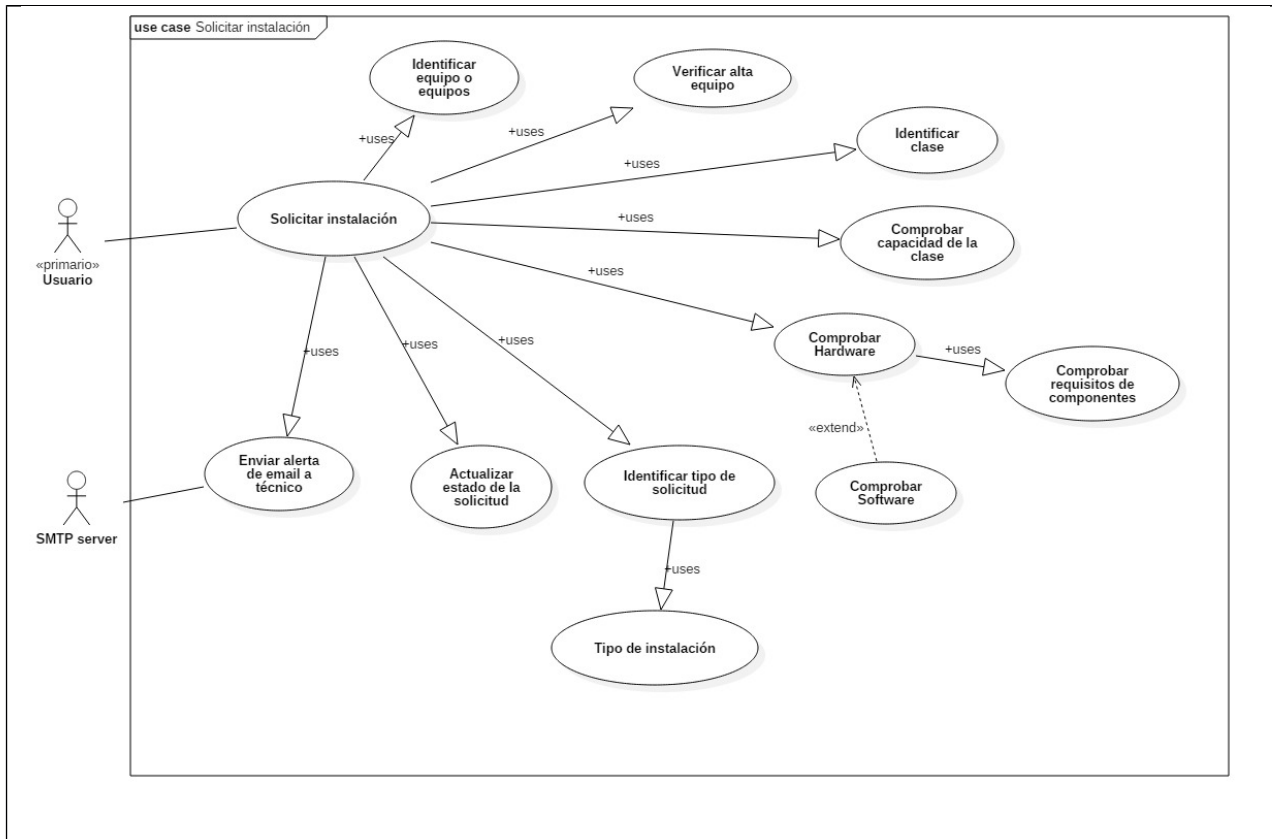 use case Solicitar instalación
Identificar
equipo o
equipos
Verificar alta
equipo
+uses
+uses
Identificar
clase
+uses
Solicitar instalación
+uses
Comprobar
capacidad de la
clase
«primario»
Usuario
+uses
Comprobar
Hardware
+uses
Comprobar
requisitos de
componentes
+uses
+uses
+uses
«extend»
Enviar alerta
de email a
técnico
Actualizar
estado de la
solicitud
Identificar tipo de
solicitud
Comprobar
Software
SMTP server
+uses
Tipo de instalación